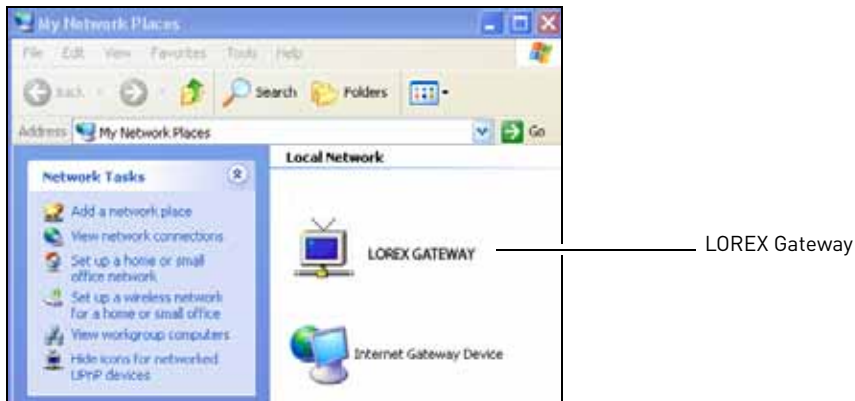 My Network Places
File Edit View Favorites Tools Help
Back Search Folders
Address My Network Places Go
Local Network
Network Tasks
Add a network place
View network connections
Set up a home or small
office network
Set up a wireless network
for a home or small office
View workgroup computers
Hide icons for networked
UPnP devices
LOREX GATEWAY
Internet Gateway Device
LOREX Gateway